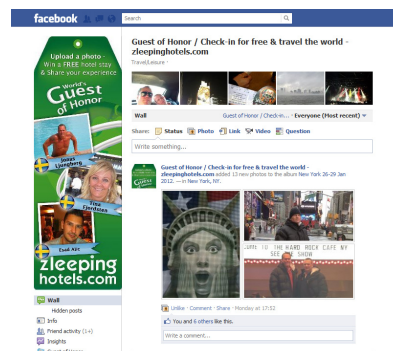 facebook
Search
Upload a photo -
Win a FREE hotel stay
& Share your experience
World's
Guest
of Honor
Jonas
Ljungberg
Tina
Fjordsten
zleeping
hotels.com
Wall
Hidden posts
Info
Friend activity (1+)
Insights
Guest of Honor / Check-in for free & travel the world -
zleepinghotels.com
Travel/Leisure ·
Wall
Guest of Honor / Check-in... · Everyone (Most recent)
Share: Status Photo Link Video Question
Write something...
Guest of Honor / Check-in for free & travel the world -
zleepinghotels.com added 13 new photos to the album New York 26-29 Jan
2012. — in New York, NY.
THE HARD ROCK CAFE NY
SEE SHOW
Unlike · Comment · Share · Monday at 17:52
You and 6 others like this.
Write a comment...